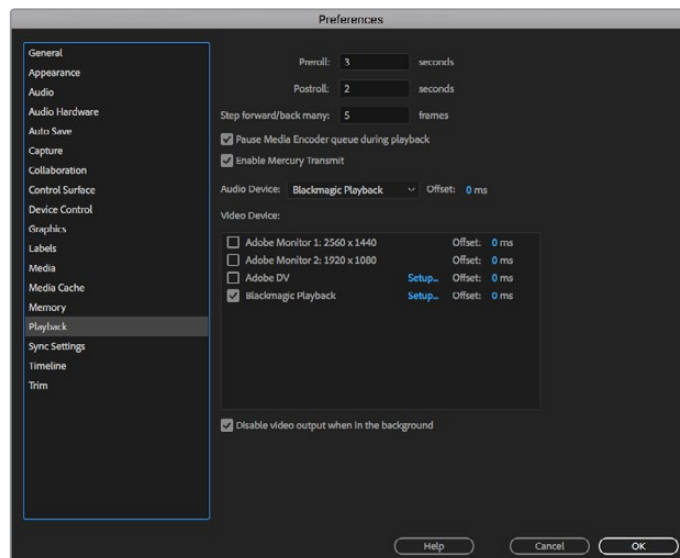 Preferences
General
Appearance
Audio
Audio Hardware
Auto Save
Capture
Collaboration
Control Surface
Device Control
Graphics
Labels
Media
Media Cache
Memory
Playback
Sync Settings
Timeline
Trim
Preroll: 3 seconds
Postroll: 2 seconds
Step forward/back many: 5 frames
Pause Media Encoder queue during playback
Enable Mercury Transmit
Audio Device: Blackmagic Playback Offset: 0 ms
Video Device:
Adobe Monitor 1: 2560 x 1440 Offset: 0 ms
Adobe Monitor 2: 1920 x 1080 Offset: 0 ms
Adobe DV Setup... Offset: 0 ms
Blackmagic Playback Setup... Offset: 0 ms
Disable video output when in the background
Help Cancel OK